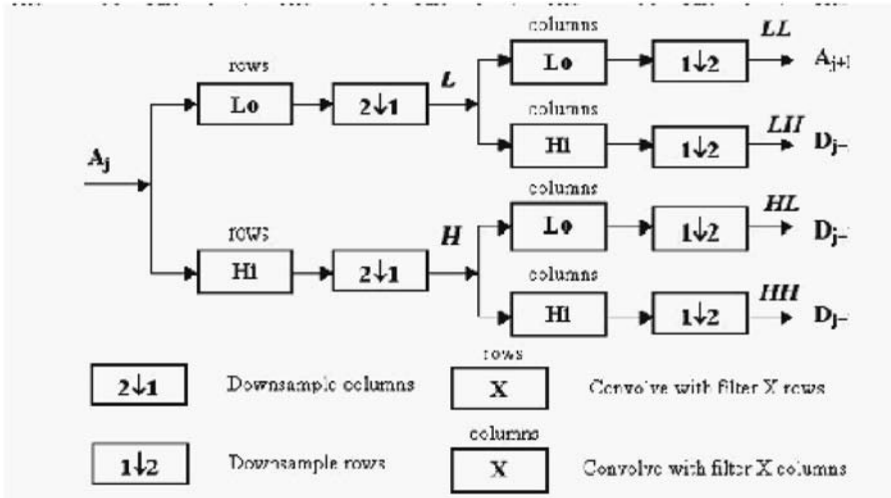 columns
LL
rows
Lo
1↓2
A j+1
L
Lo
2↓1
columns
LH
Hi
1↓2
D j-
A j
columns
HL
rows
H
Lo
1↓2
D j-
Hi
2↓1
columns
HH
Hi
1↓2
D j-
rows
2↓1
Downsample columns
X
Convolve with filter X rows
columns
1↓2
Downsample rows
X
Convolve with filter X columns